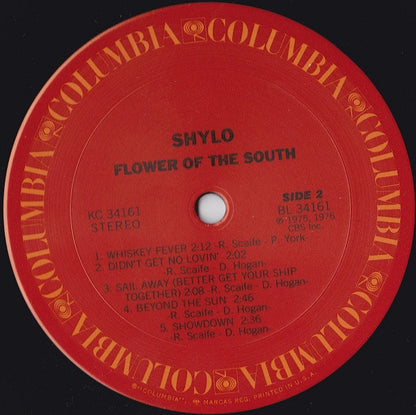 COLUMBIA COLUMBIA COLUMBIA COLUMBIA COLUMBIA COLUMBIA
SHYLO
FLOWER OF THE SOUTH
KC 34161
STEREO
SIDE 2
BL 34161
℗ 1975, 1976
CBS Inc.
1. WHISKEY FEVER 2:12 -R. Scaife - P. York-
2. DIDN'T GET NO LOVIN' 2:02
-R. Scaife - D. Hogan-
3. SAIL AWAY (BETTER GET YOUR SHIP
TOGETHER) 2:08 -R. Scaife - D. Hogan-
4. BEYOND THE SUN 2:46
-R. Scaife - D. Hogan-
5. SHOWDOWN 2:36
-R. Scaife - D. Hogan-
®"COLUMBIA", MARCAS REG. PRINTED IN U.S.A.